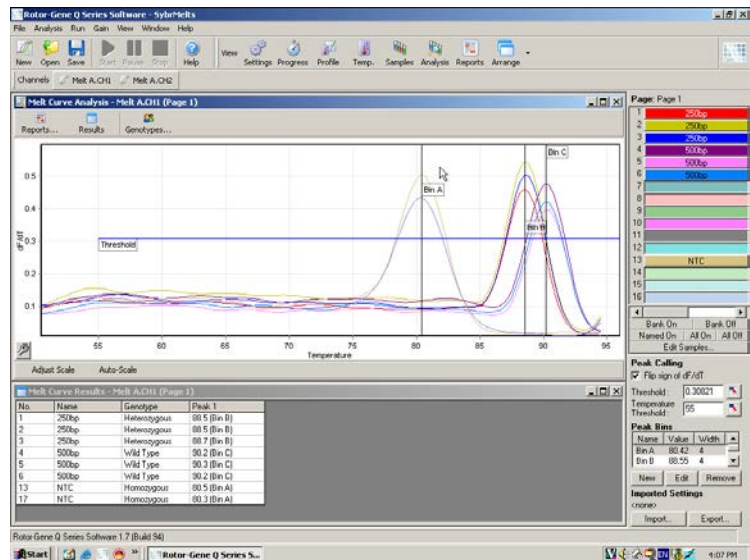 Rotor-Gene Q Series Software - SybrMelts
File Analysis Run Gain View Window Help
New Open Save Start Pause Stop Help View Settings Progress Profile Temp. Samples Analysis Reports Arrange
Channels Melt A.CH1 Melt A.CH2
Melt Curve Analysis - Melt A.CH1 (Page 1)
Reports... Results Genotypes...
Bin C
Bin A
Bin B
Threshold
dF/dT
0.5
0.4
0.3
0.2
0.1
55 60 65 70 75 80 85 90 95
Temperature
Adjust Scale Auto-Scale
Melt Curve Results - Melt A.CH1 (Page 1)
No. Name Genotype Peak 1
1 250bp Heterozygous 88.5 (Bin B)
2 250bp Heterozygous 88.5 (Bin B)
3 250bp Heterozygous 88.7 (Bin B)
4 500bp Wild Type 90.2 (Bin C)
5 500bp Wild Type 90.3 (Bin C)
6 500bp Wild Type 90.2 (Bin C)
13 NTC Homozygous 80.5 (Bin A)
17 NTC Homozygous 80.3 (Bin A)
Page: Page 1
1 250bp
2 250bp
3 250bp
4 500bp
5 500bp
6 500bp
7
8
9
10
11
12
13 NTC
14
15
16
Bank On Bank Off
Named On All On All Off
Edit Samples...
Peak Calling
Flip sign of dF/dT
Threshold: 0.30821
Temperature Threshold: 55
Peak Bins
Name Value Width
Bin A 80.42 4
Bin B 88.55 4
New Edit Remove
Imported Settings
<none>
Import... Export...
Rotor-Gene Q Series Software 1.7 (Build 94)
Start Rotor-Gene Q Series S... EN 4:07 PM